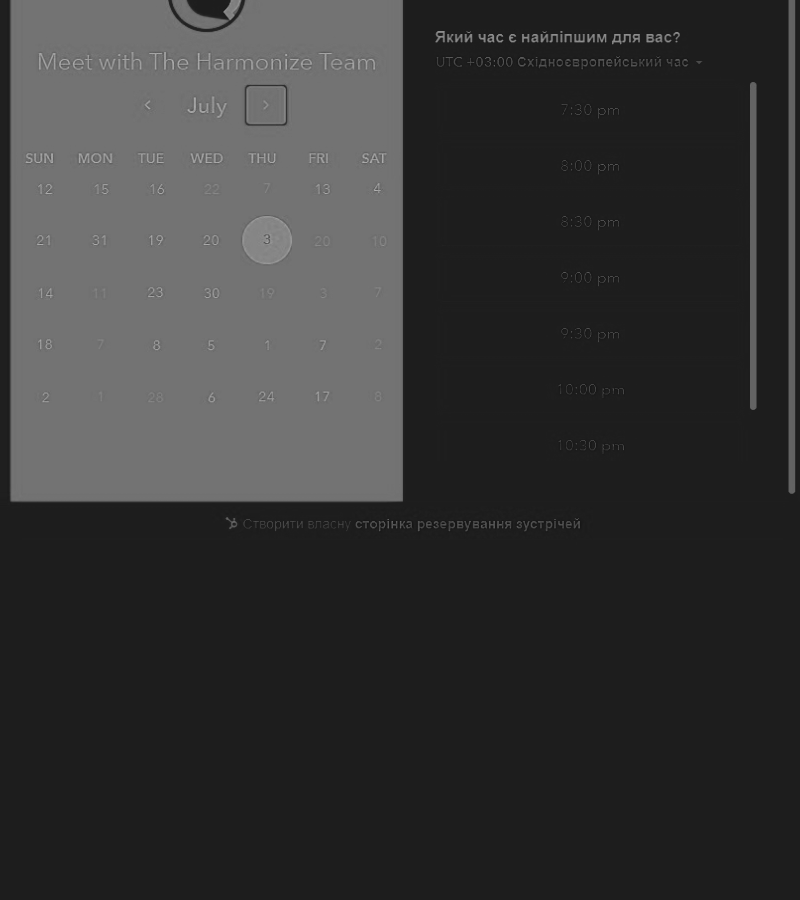 Meet with The Harmonize Team
July
SUN MON TUE WED THU FRI SAT
12 15 16 22 7 13 4
21 31 19 20 3 20 10
14 11 23 30 19 3 7
18 7 8 5 1 7 2
2 1 28 6 24 17 8
Який час є найліпшим для вас?
UTC +03:00 Східноєвропейський час
7:30 pm
8:00 pm
8:30 pm
9:00 pm
9:30 pm
10:00 pm
10:30 pm
Створити власну сторінка резервування зустрічей